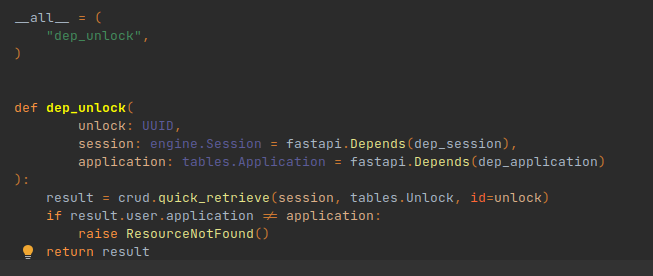 __all__ = (
    "dep_unlock",
)
def dep_unlock(
        unlock: UUID,
        session: engine.Session = fastapi.Depends(dep_session),
        application: tables.Application = fastapi.Depends(dep_application)
):
    result = crud.quick_retrieve(session, tables.Unlock, id=unlock)
    if result.user.application != application:
        raise ResourceNotFound()
    return result